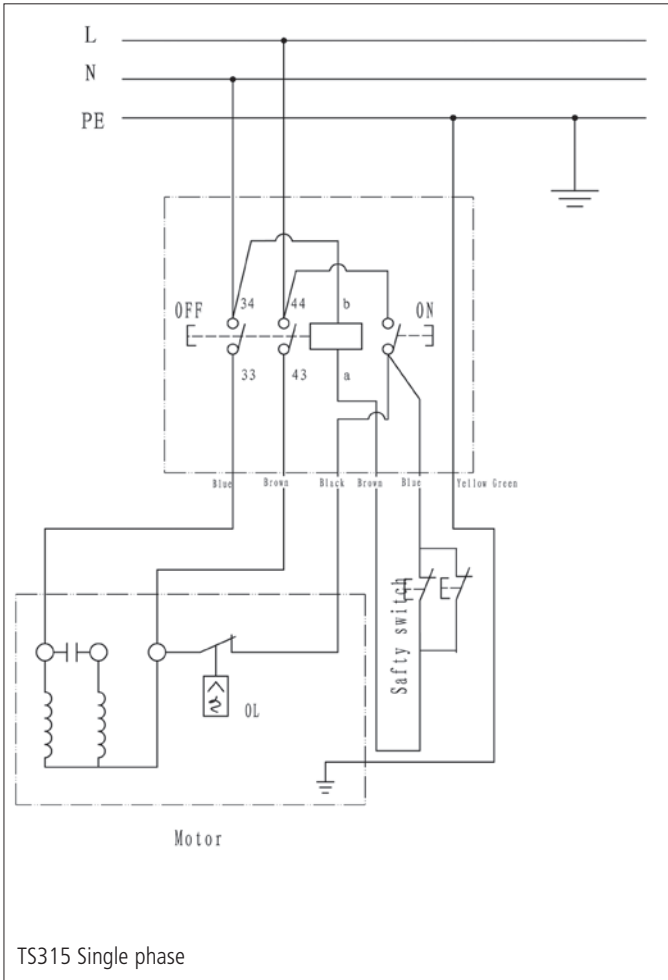 L
N
PE
OFF 34 44 b ON
33 43 a
Blue Brown Black Brown Blue Yellow Green
Safty switch
OL
Motor
TS315 Single phase